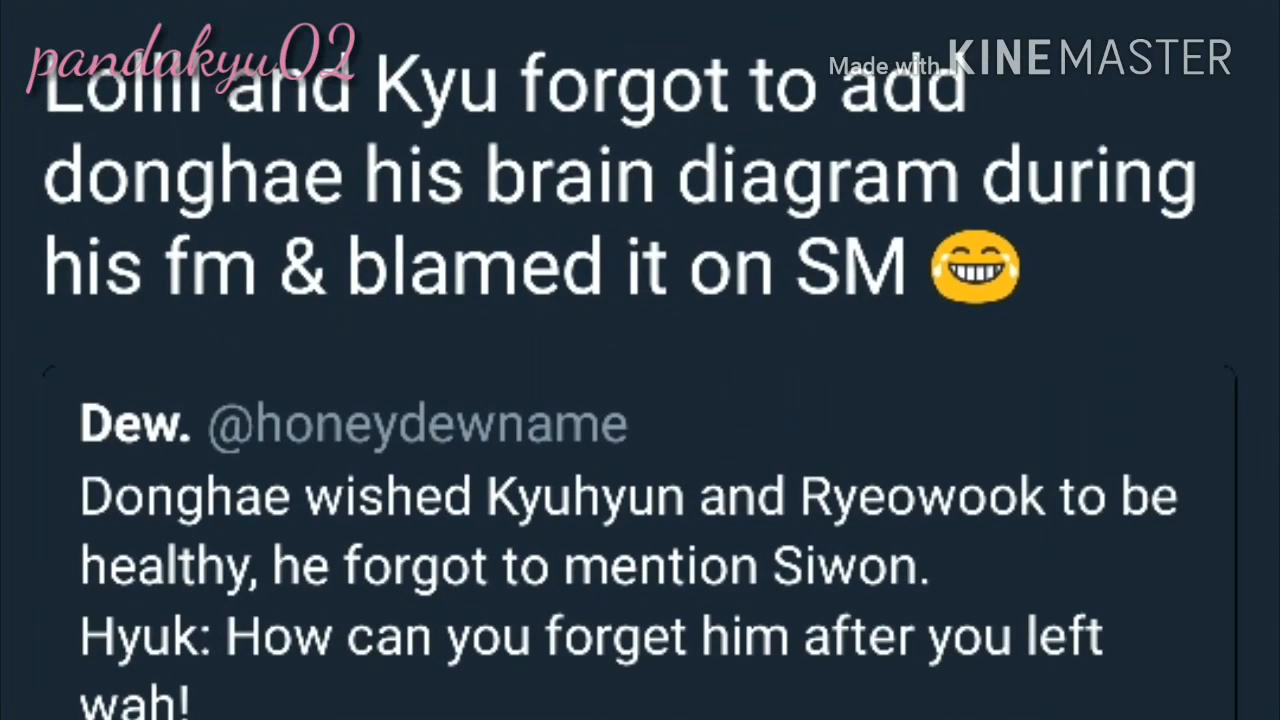 pandakyu02
Made with KINEMASTER
Lolllll and Kyu forgot to add
donghae his brain diagram during
his fm & blamed it on SM 😂
Dew. @honeydewname
Donghae wished Kyuhyun and Ryeowook to be
healthy, he forgot to mention Siwon.
Hyuk: How can you forget him after you left
wah!